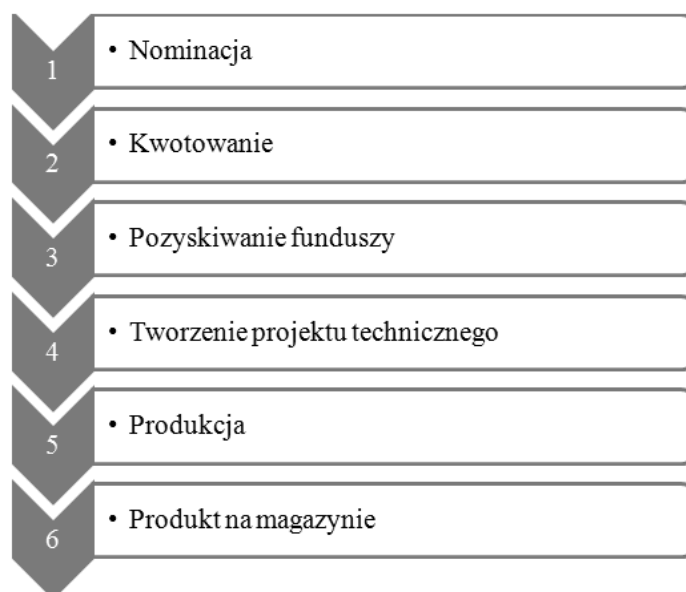 1 • Nominacja
2 • Kwotowanie
3 • Pozyskiwanie funduszy
4 • Tworzenie projektu technicznego
5 • Produkcja
6 • Produkt na magazynie